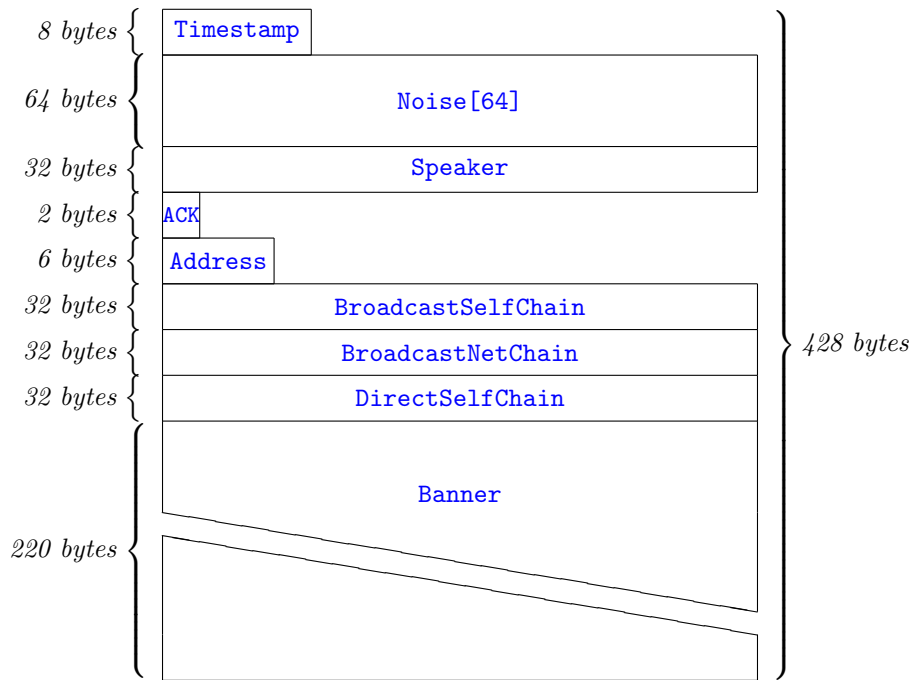 8 bytes Timestamp
64 bytes Noise[64]
32 bytes Speaker
2 bytes ACK
6 bytes Address
32 bytes BroadcastSelfChain
32 bytes BroadcastNetChain
428 bytes
32 bytes DirectSelfChain
Banner
220 bytes